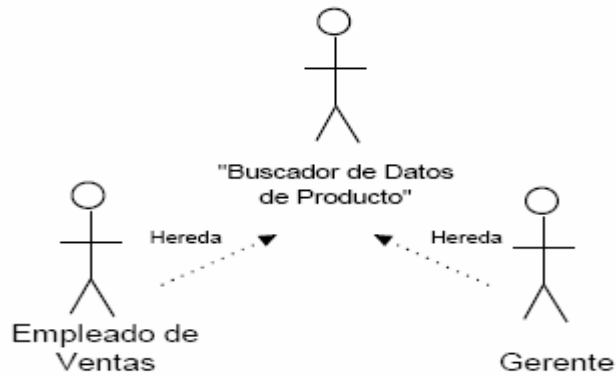 "Buscador de Datos
de Producto"
Hereda
Hereda
Empleado de
Ventas
Gerente